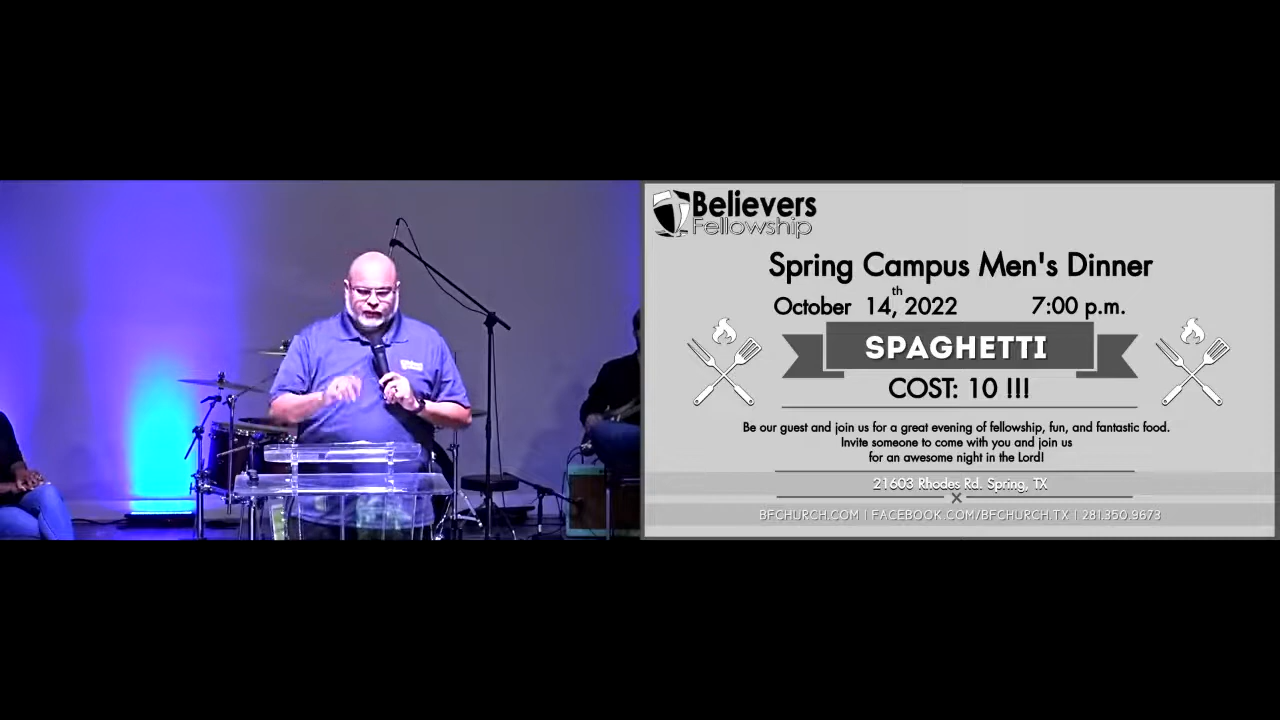 Believers
Fellowship
Spring Campus Men's Dinner
October 14,th 2022 7:00 p.m.
SPAGHETTI
COST: 10 !!!
Be our guest and join us for a great evening of fellowship, fun, and fantastic food.
Invite someone to come with you and join us
for an awesome night in the Lord!
21603 Rhodes Rd. Spring, TX
BFCHURCH.COM | FACEBOOK.COM/BFCHURCH.TX | 281.350.9673